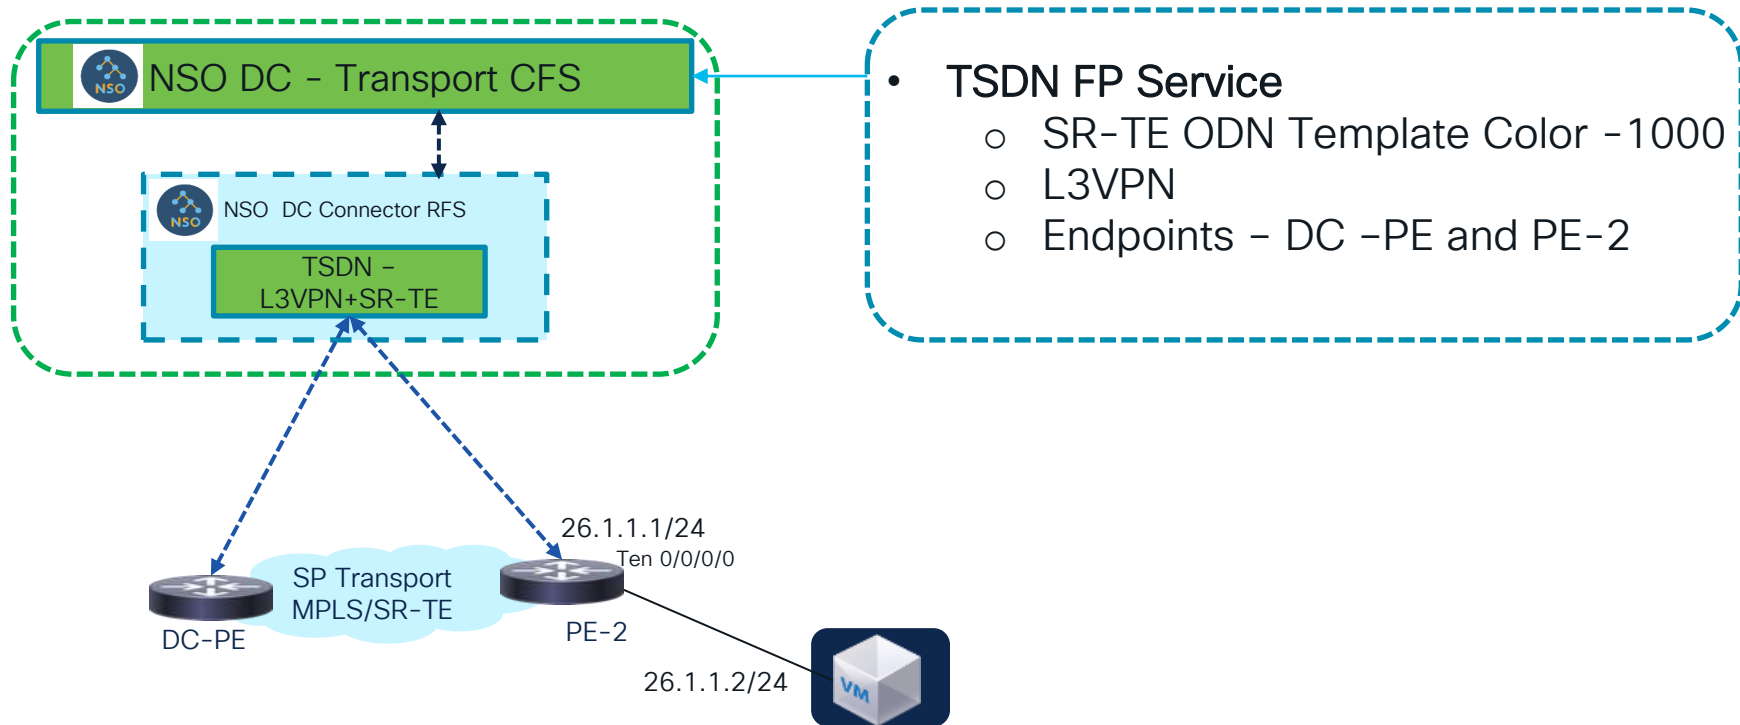 NSO
NSO DC - Transport CFS
NSO
NSO  DC Connector RFS
TSDN –
L3VPN+SR-TE
• TSDN FP Service
o SR-TE ODN Template Color -1000
o L3VPN
o Endpoints – DC –PE and PE-2
26.1.1.1/24
Ten 0/0/0/0
SP Transport
MPLS/SR-TE
DC-PE
PE-2
26.1.1.2/24
VM